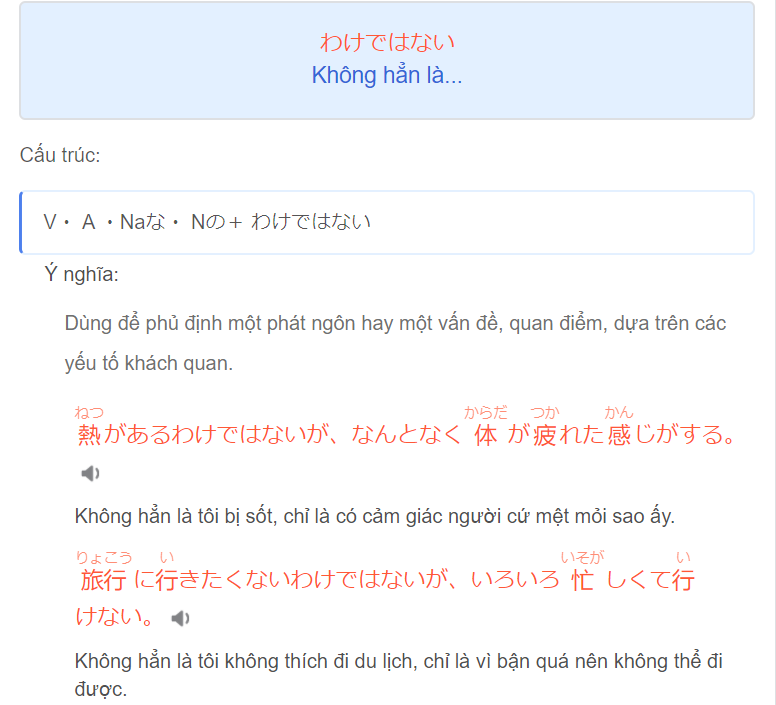 わけではない
Không hẳn là...
Cấu trúc:
V・ A ・Naな・ Nの＋ わけではない
Ý nghĩa:
Dùng để phủ định một phát ngôn hay một vấn đề, quan điểm, dựa trên các
yếu tố khách quan.
ねつ からだ つか かん
熱があるわけではないが、なんとなく 体 が疲れた感じがする。
Không hẳn là tôi bị sốt, chỉ là có cảm giác người cứ mệt mỏi sao ấy.
りょこう い いそが い
旅行に行きたくないわけではないが、いろいろ 忙 しくて行
けない。
Không hẳn là tôi không thích đi du lịch, chỉ là vì bận quá nên không thể đi
được.